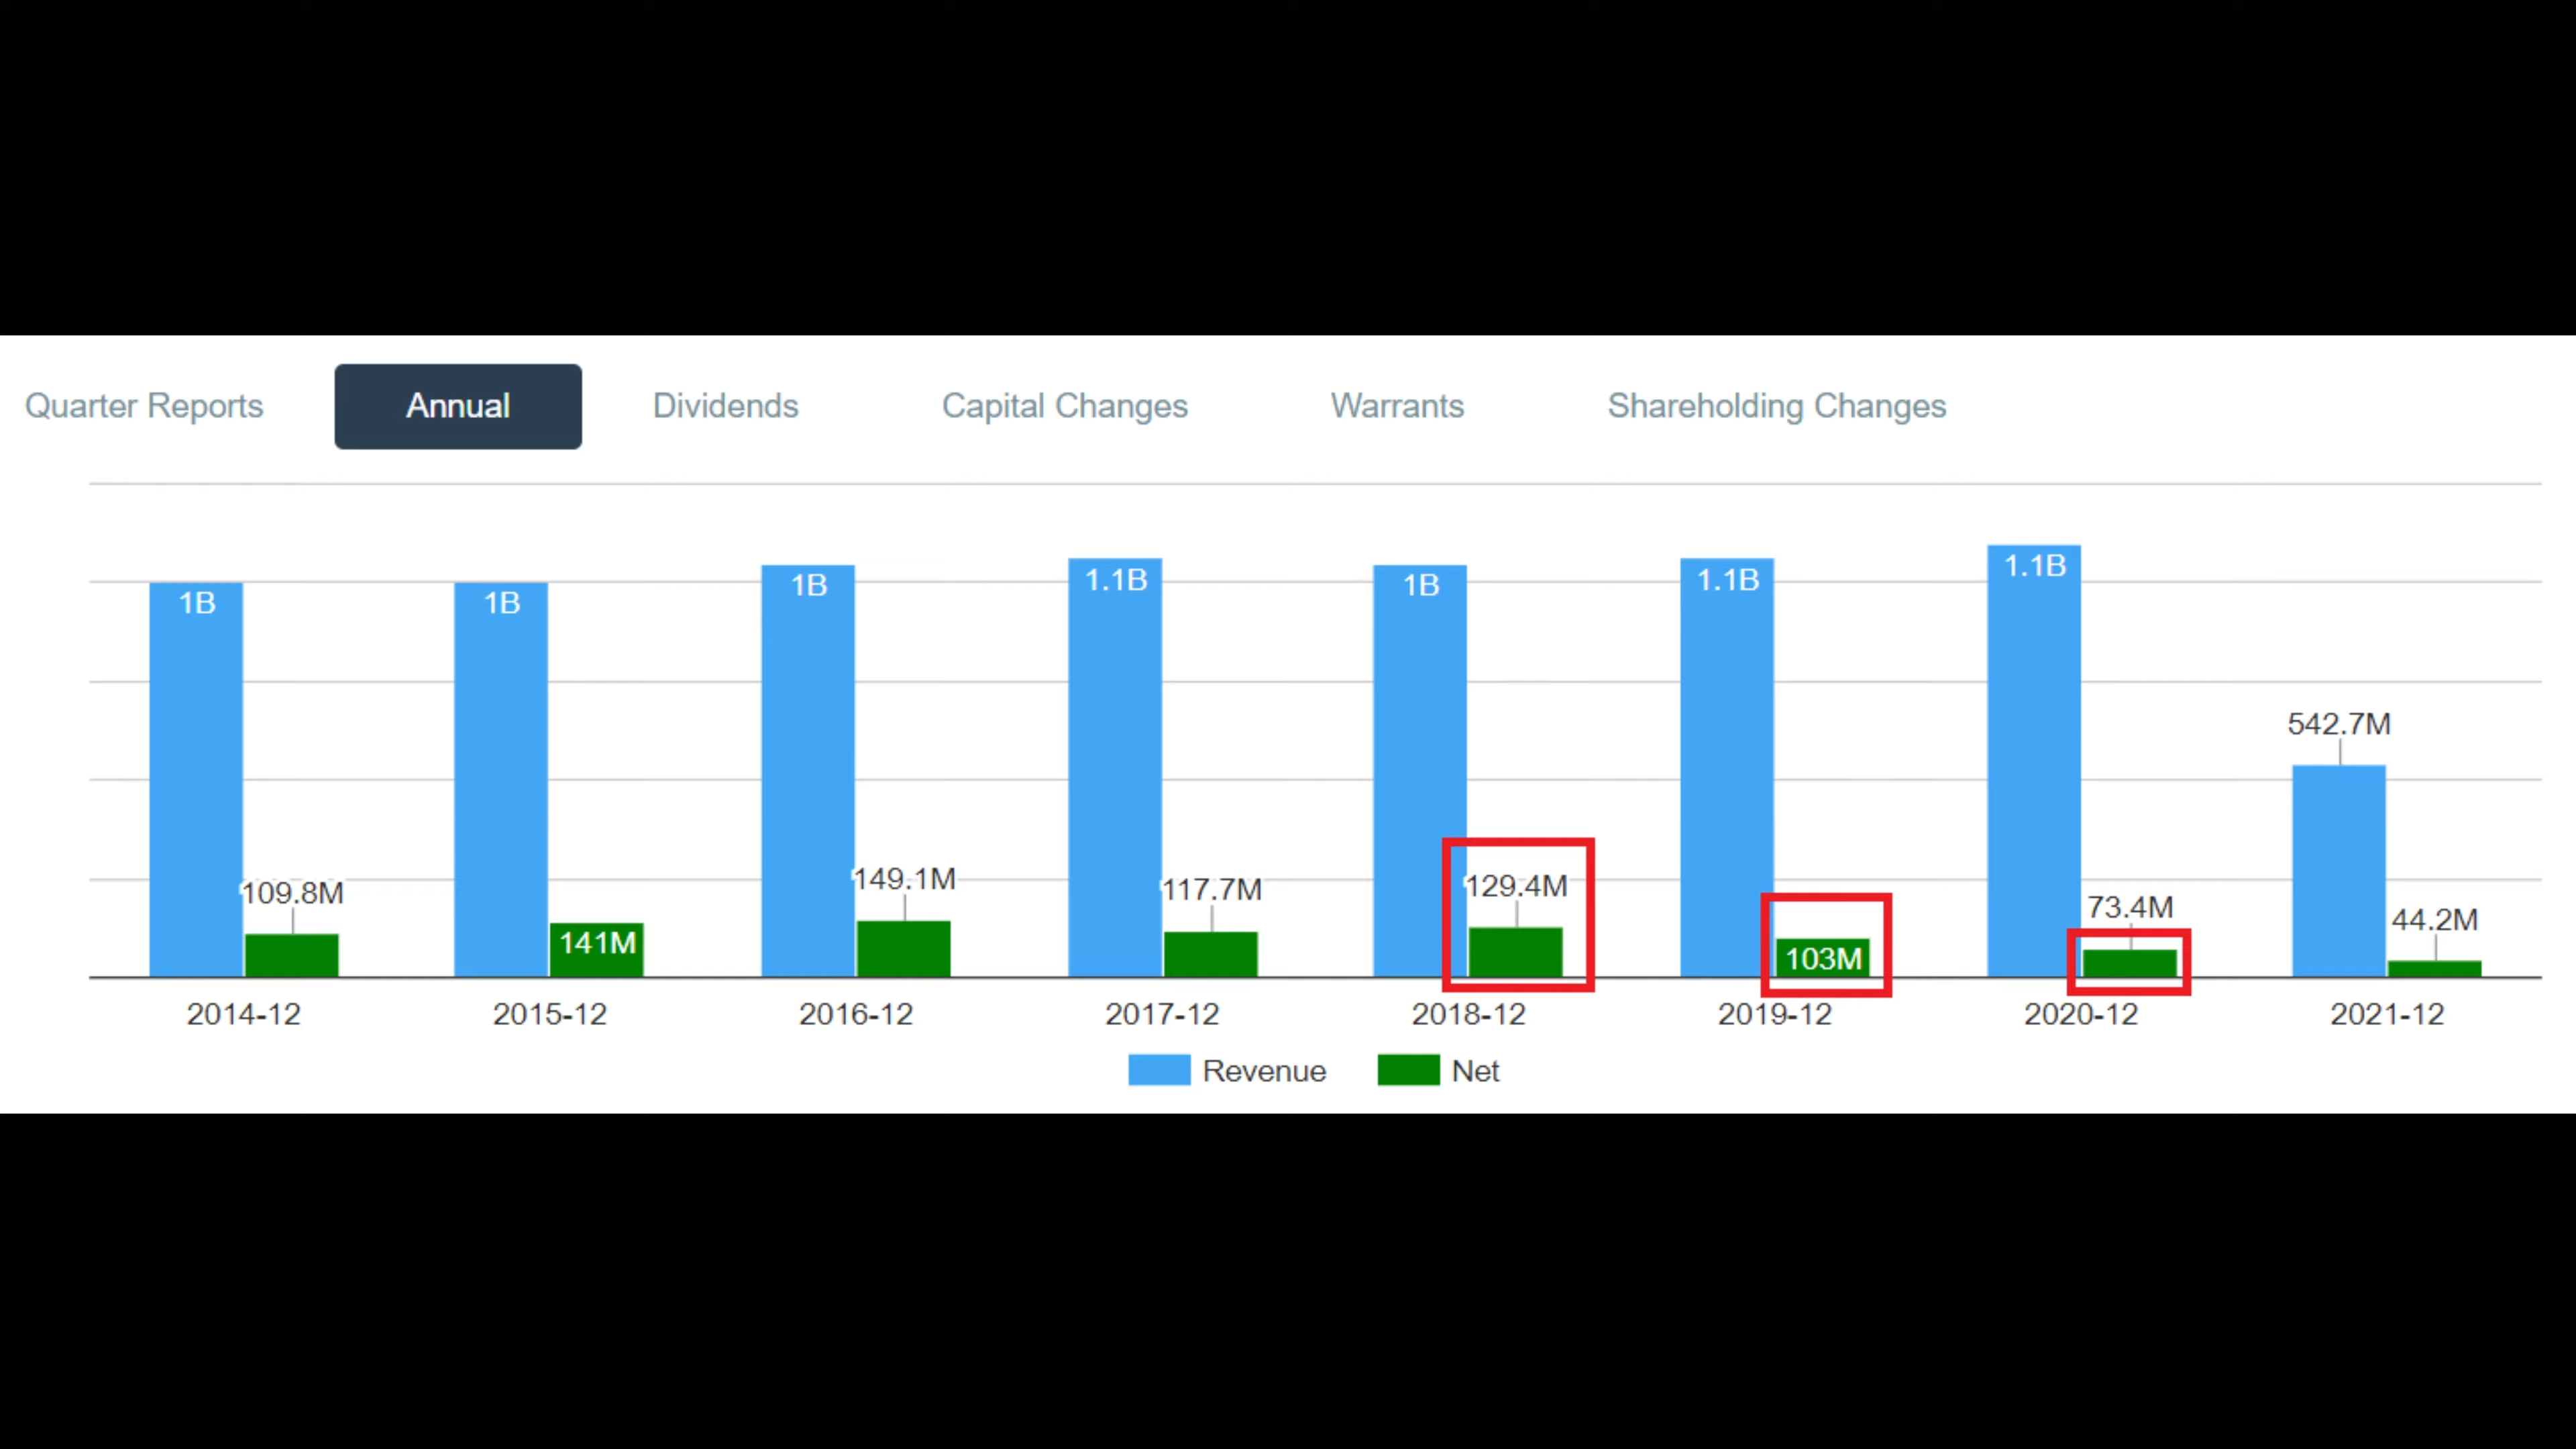 Quarter Reports Annual Dividends Capital Changes Warrants Shareholding Changes
1B 1B 1B 1.1B 1B 1.1B 1.1B
542.7M
109.8M 141M 149.1M 117.7M 129.4M 103M 73.4M 44.2M
2014-12 2015-12 2016-12 2017-12 2018-12 2019-12 2020-12 2021-12
Revenue Net